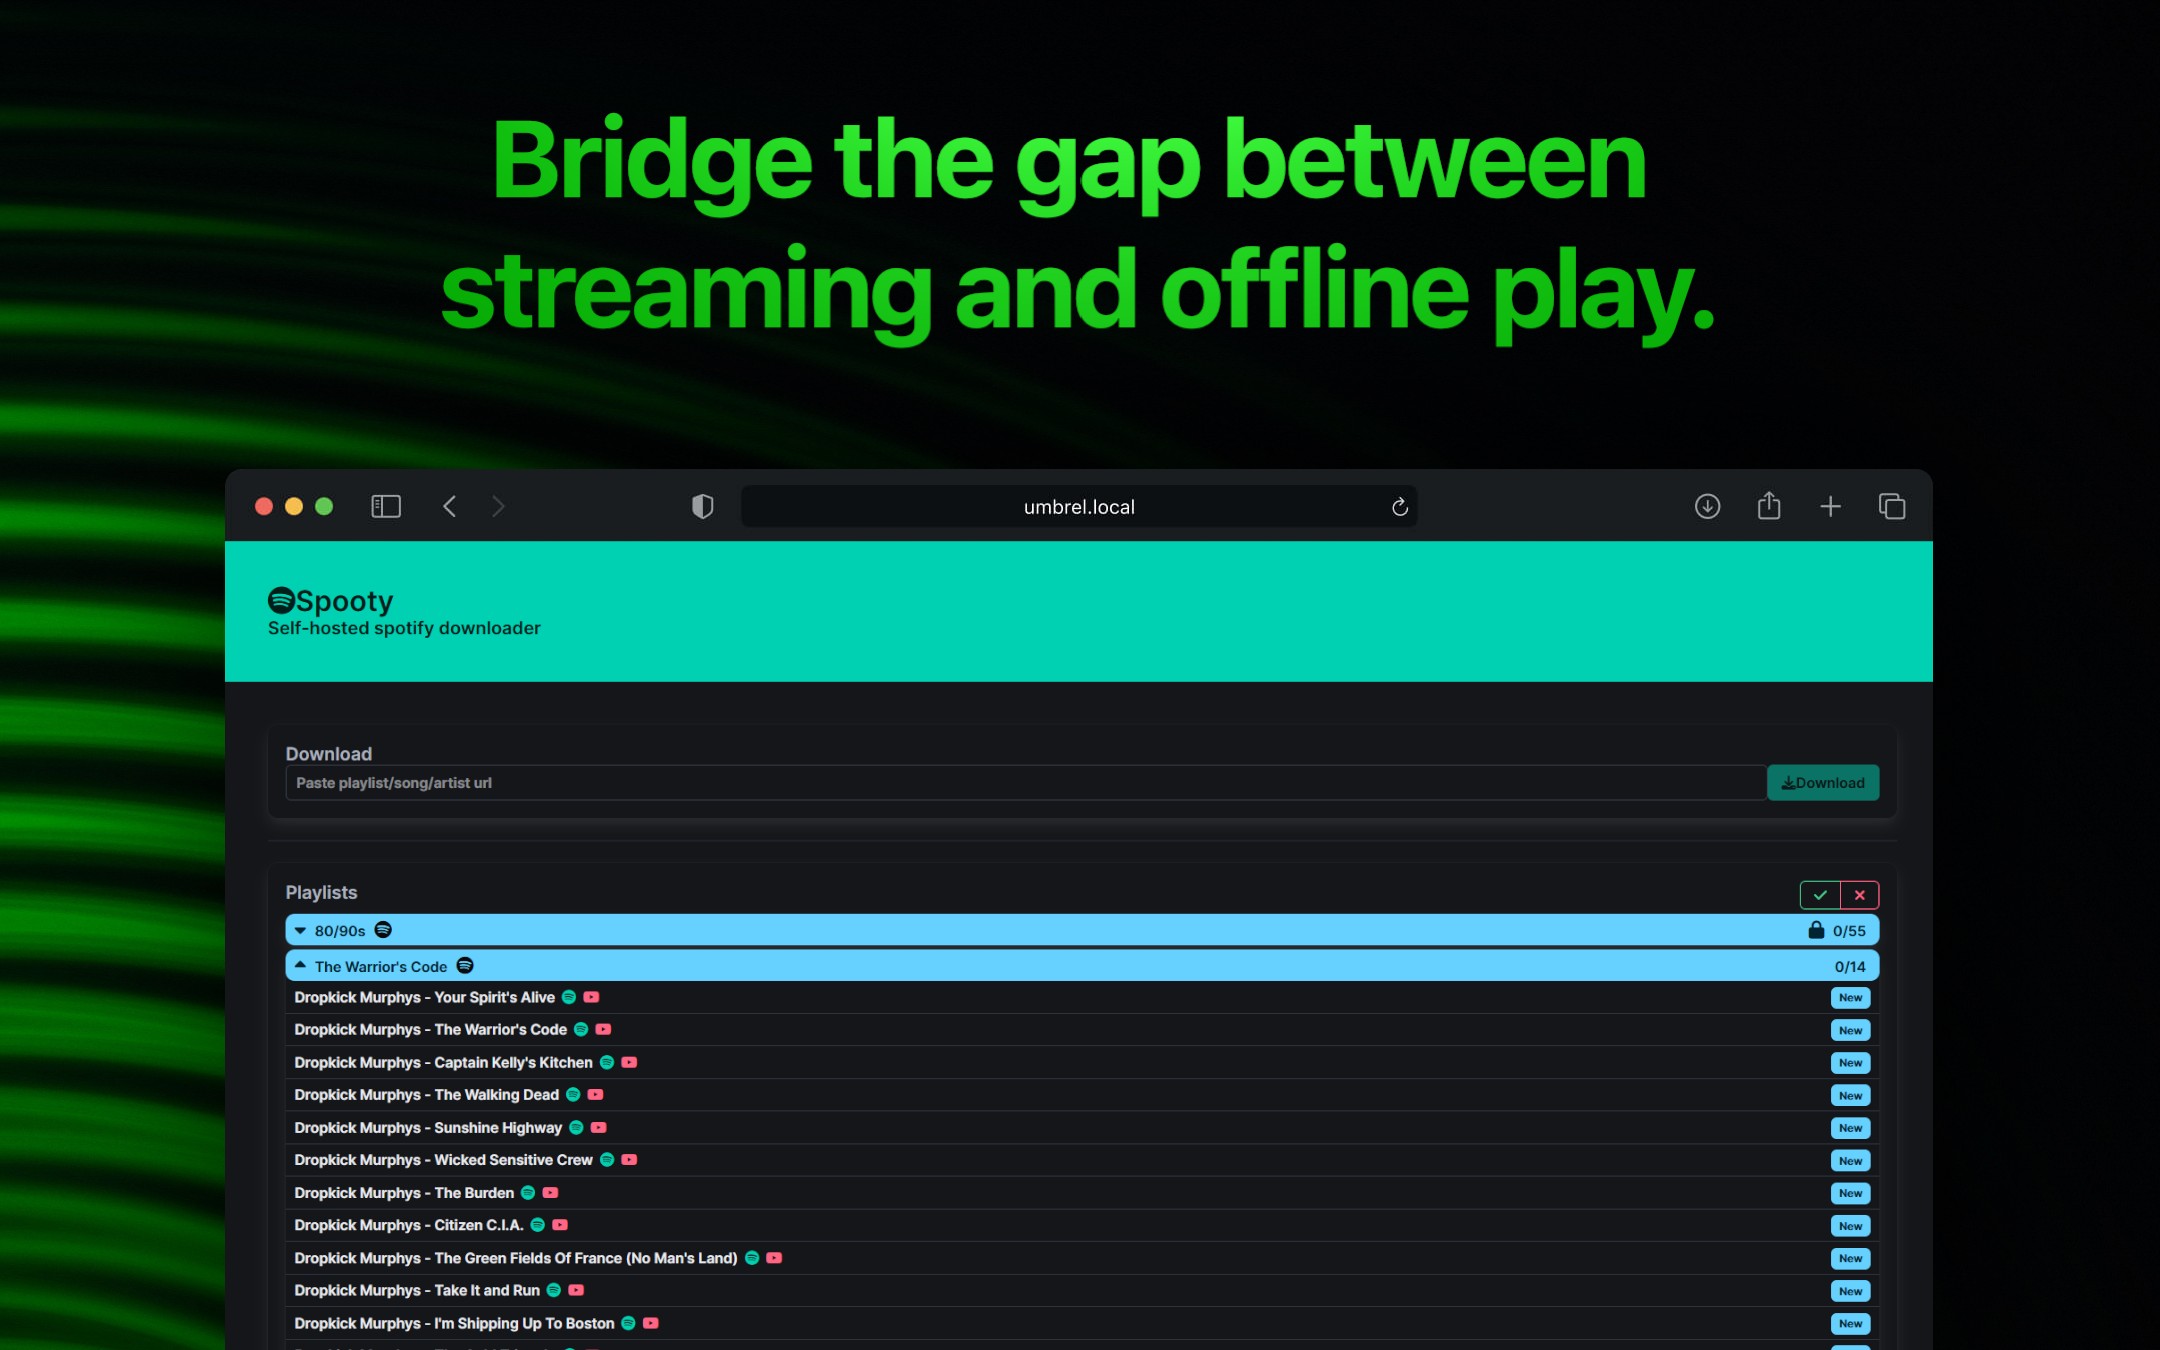 Bridge the gap between
streaming and offline play.
umbrel.local
Spooty
Self-hosted spotify downloader
Download
Paste playlist/song/artist url
Download
Playlists
80/90s
0/55
The Warrior's Code
0/14
Dropkick Murphys - Your Spirit's Alive
New
Dropkick Murphys - The Warrior's Code
New
Dropkick Murphys - Captain Kelly's Kitchen
New
Dropkick Murphys - The Walking Dead
New
Dropkick Murphys - Sunshine Highway
New
Dropkick Murphys - Wicked Sensitive Crew
New
Dropkick Murphys - The Burden
New
Dropkick Murphys - Citizen C.I.A.
New
Dropkick Murphys - The Green Fields Of France (No Man's Land)
New
Dropkick Murphys - Take It and Run
New
Dropkick Murphys - I'm Shipping Up To Boston
New